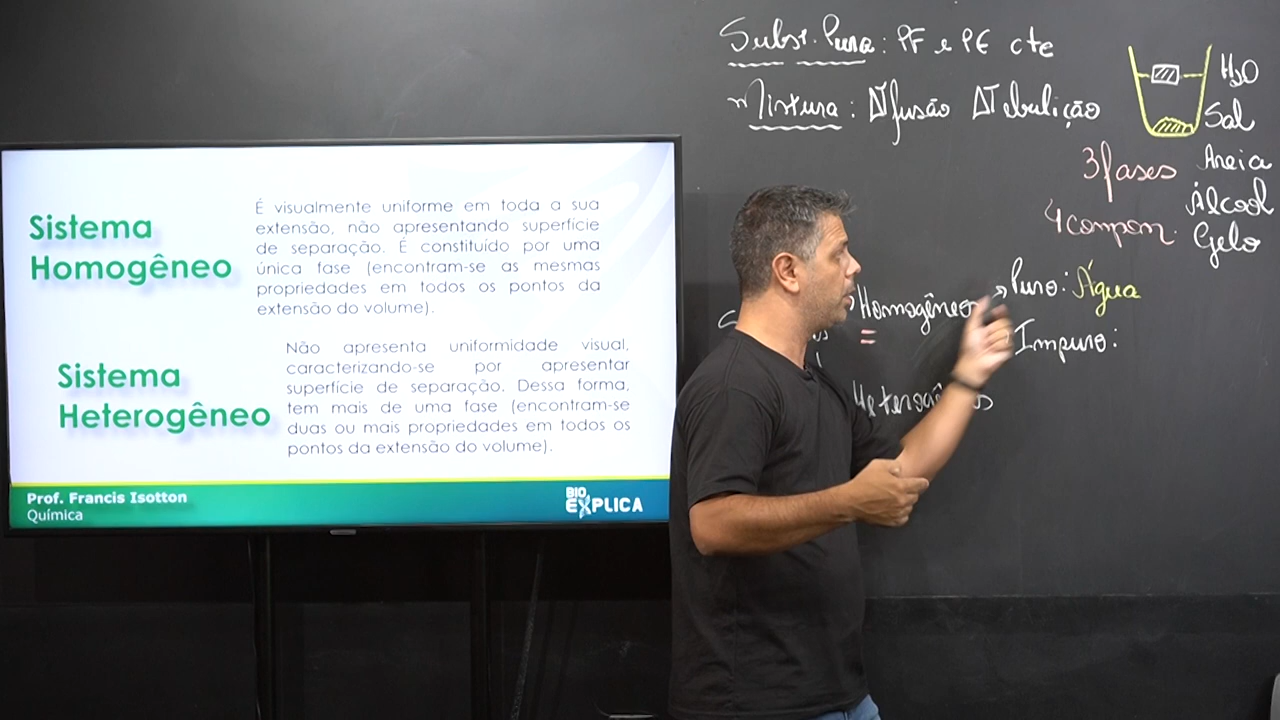 Subst. Pura: PF e PE cte
Mistura: ΔTfusão ΔTebulição
H2O
Sal
Areia
Álcool
Gelo
3 fases
4 compon.
Homogêneo
=
Puro: Água
Impuro:
Sistema
Homogêneo
É visualmente uniforme em toda a sua
extensão, não apresentando superfície
de separação. É constituído por uma
única fase (encontram-se as mesmas
propriedades em todos os pontos da
extensão do volume).
Sistema
Heterogêneo
Não apresenta uniformidade visual,
caracterizando-se por apresentar
superfície de separação. Dessa forma,
tem mais de uma fase (encontram-se
duas ou mais propriedades em todos os
pontos da extensão do volume).
Prof. Francis Isotton
Química
BIO
EXPLICA